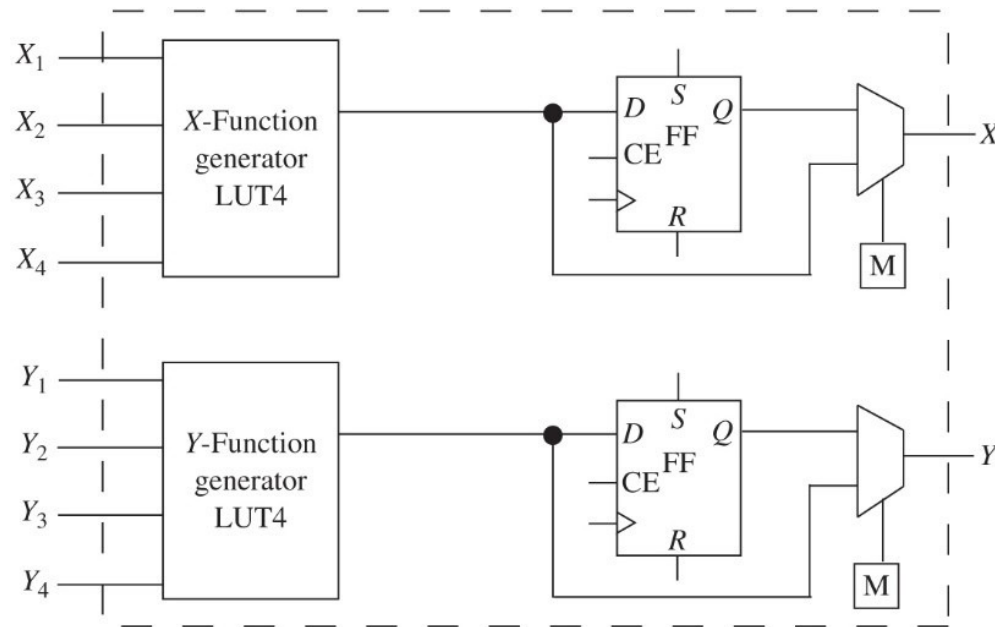 X₁
X₂
X₃
X₄
X-Function
generator
LUT4
D
S
Q
CE
FF
R
M
X
Y₁
Y₂
Y₃
Y₄
Y-Function
generator
LUT4
D
S
Q
CE
FF
R
M
Y